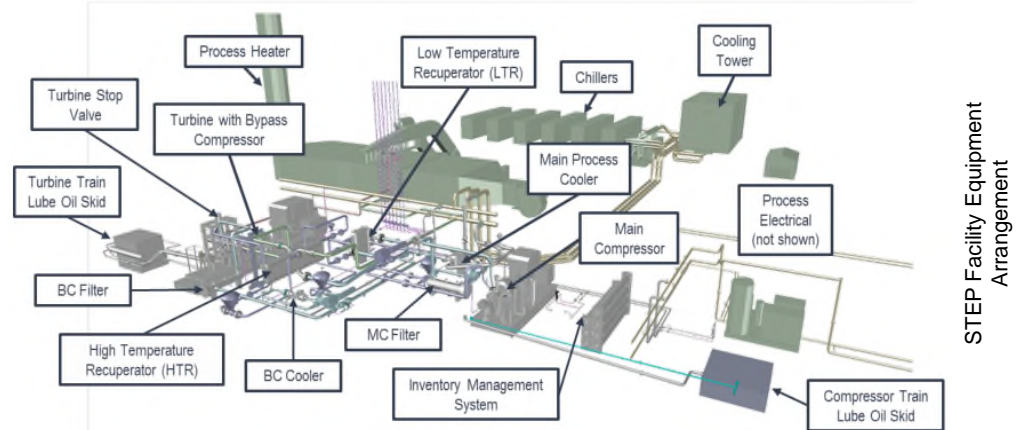 Process Heater
Low Temperature
Recuperator (LTR)
Cooling
Tower
Chillers
Turbine Stop
Valve
Turbine with Bypass
Compressor
Main Process
Cooler
Turbine Train
Lube Oil Skid
Main
Compressor
Process
Electrical
(not shown)
BC Filter
MC Filter
High Temperature
Recuperator (HTR)
BC Cooler
Inventory Management
System
Compressor Train
Lube Oil Skid
STEP Facility Equipment
Arrangement